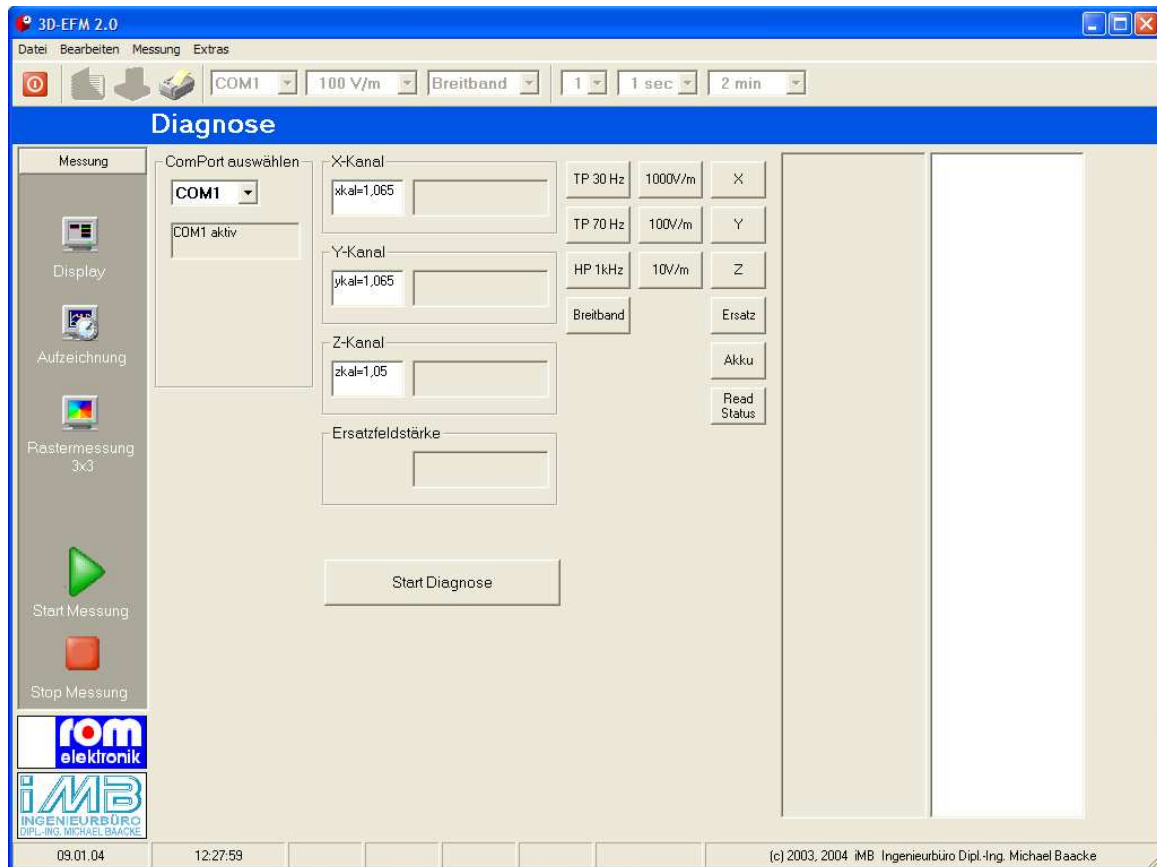 3D-EFM 2.0
Datei Bearbeiten Messung Extras
COM1 100 V/m Breitband 1 1 sec 2 min
Diagnose
Messung
Display
Aufzeichnung
Rastermessung
3x3
Start Messung
Stop Messung
rom
elektronik
iMB
INGENIEURBÜRO
DIPL.-ING. MICHAEL BAACKE
ComPort auswählen
COM1
COM1 aktiv
X-Kanal
xkal=1,065
Y-Kanal
ykal=1,065
Z-Kanal
zkal=1,05
Ersatzfeldstärke
TP 30 Hz 1000V/m X
TP 70 Hz 100V/m Y
HP 1kHz 10V/m Z
Breitband Ersatz
Akku
Read
Status
Start Diagnose
09.01.04 12:27:59 (c) 2003, 2004 iMB Ingenieurbüro Dipl.-Ing. Michael Baacke